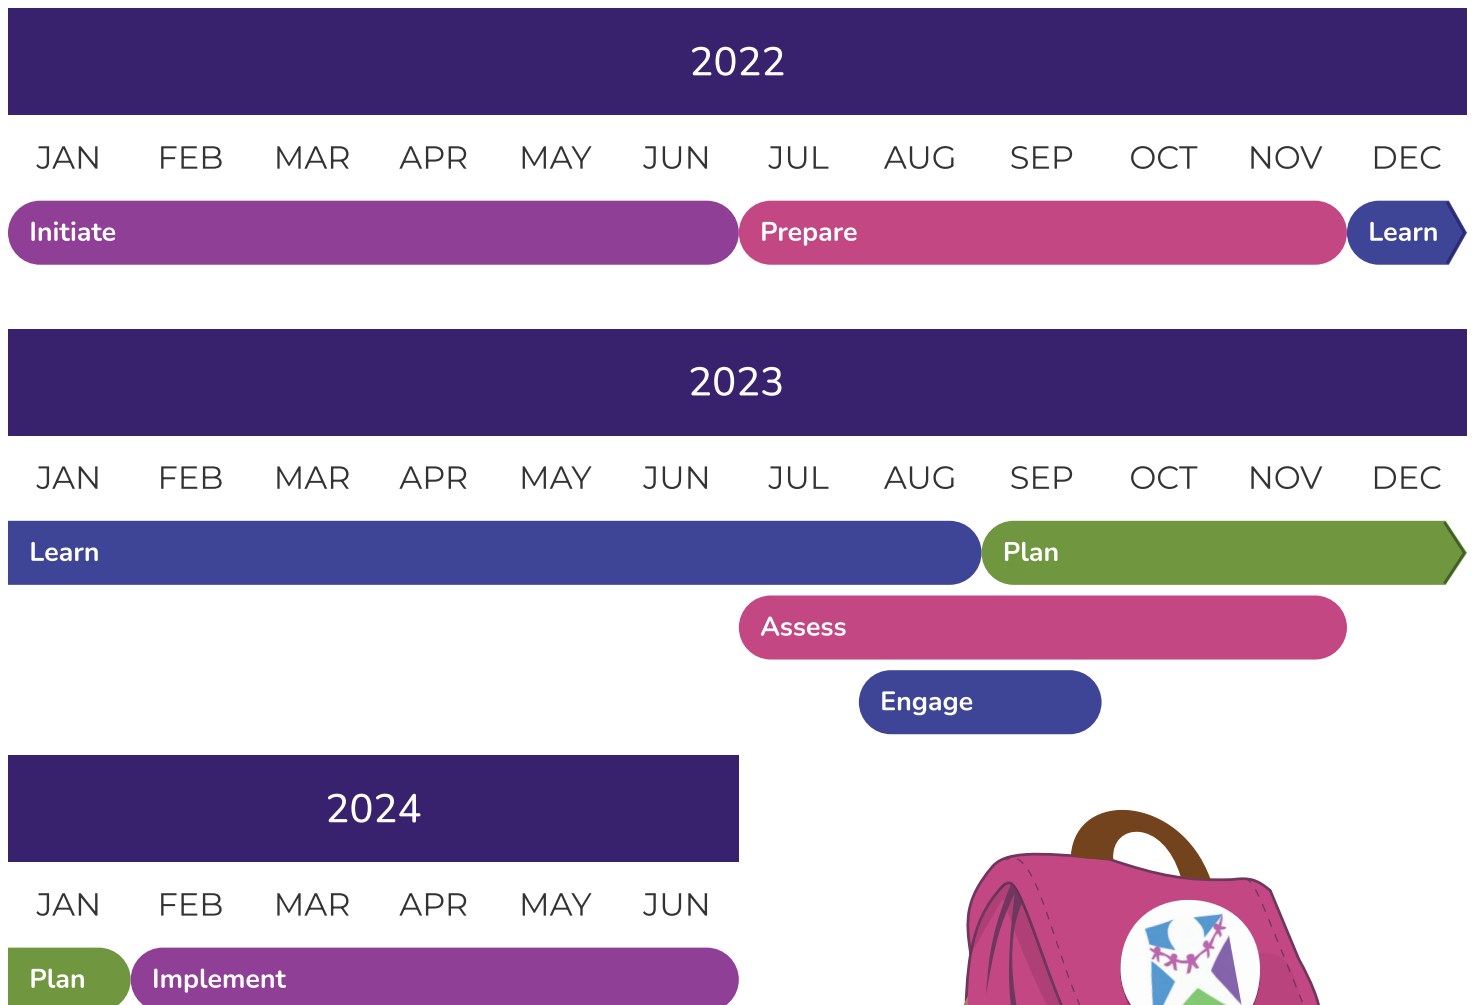 2022
JAN FEB MAR APR MAY JUN JUL AUG SEP OCT NOV DEC
Initiate Prepare Learn
2023
JAN FEB MAR APR MAY JUN JUL AUG SEP OCT NOV DEC
Learn Plan
Assess
Engage
2024
JAN FEB MAR APR MAY JUN
Plan Implement